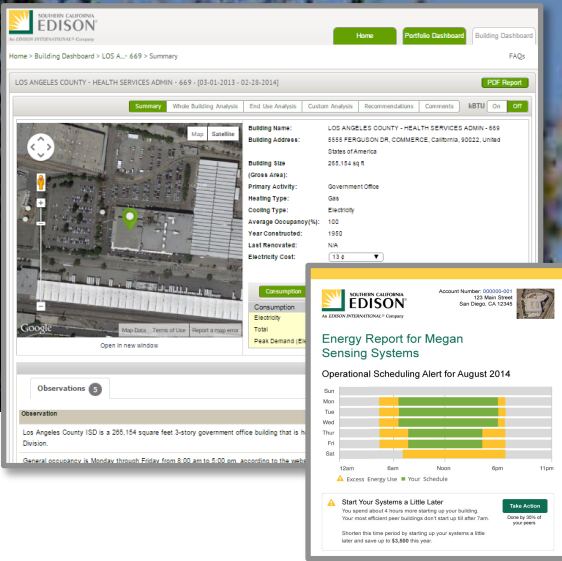 SOUTHERN CALIFORNIA
EDISON®
An EDISON INTERNATIONAL® Company
Home
Portfolio Dashboard
Building Dashboard
Home > Building Dashboard > LOS A...- 669 > Summary
FAQs
LOS ANGELES COUNTY - HEALTH SERVICES ADMIN - 669 - [03-01-2013 - 02-28-2014]
PDF Report
Summary
Whole Building Analysis
End Use Analysis
Custom Analysis
Recommendations
Comments
kBTU
On
Off
Map
Satellite
Google
Map Data
Terms of Use
Report a map error
Open in new window
Building Name: LOS ANGELES COUNTY - HEALTH SERVICES ADMIN - 669
Building Address: 5555 FERGUSON DR, COMMERCE, California, 90022, United
States of America
Building Size 265,154 sq ft
(Gross Area):
Primary Activity: Government Office
Heating Type: Gas
Cooling Type: Electricity
Average Occupancy(%): 100
Year Constructed: 1950
Last Renovated: N/A
Electricity Cost: 13 ¢
Consumption
Consumption
Electricity
Total
Peak Demand
Observations 5
Observation
Los Angeles County ISD is a 265,154 square feet 3-story government office building that is
Division.
General occupancy is Monday through Friday from 8:00 am to 5:00 pm, according to the
SOUTHERN CALIFORNIA
EDISON®
An EDISON INTERNATIONAL® Company
Account Number: 000000-001
123 Main Street
San Diego, CA 12345
Energy Report for Megan
Sensing Systems
Operational Scheduling Alert for August 2014
Sun
Mon
Tue
Wed
Thur
Fri
Sat
12am
6am
Noon
6pm
11pm
Excess Energy Use
Your Schedule
Start Your Systems a Little Later
You spend about 4 hours more starting up your building.
Your most efficient peer buildings don't start up till after 7am.
Shorten this time period by starting up your systems a little
later and save up to $3,500 this year.
Take Action
Done by 30% of
your peers